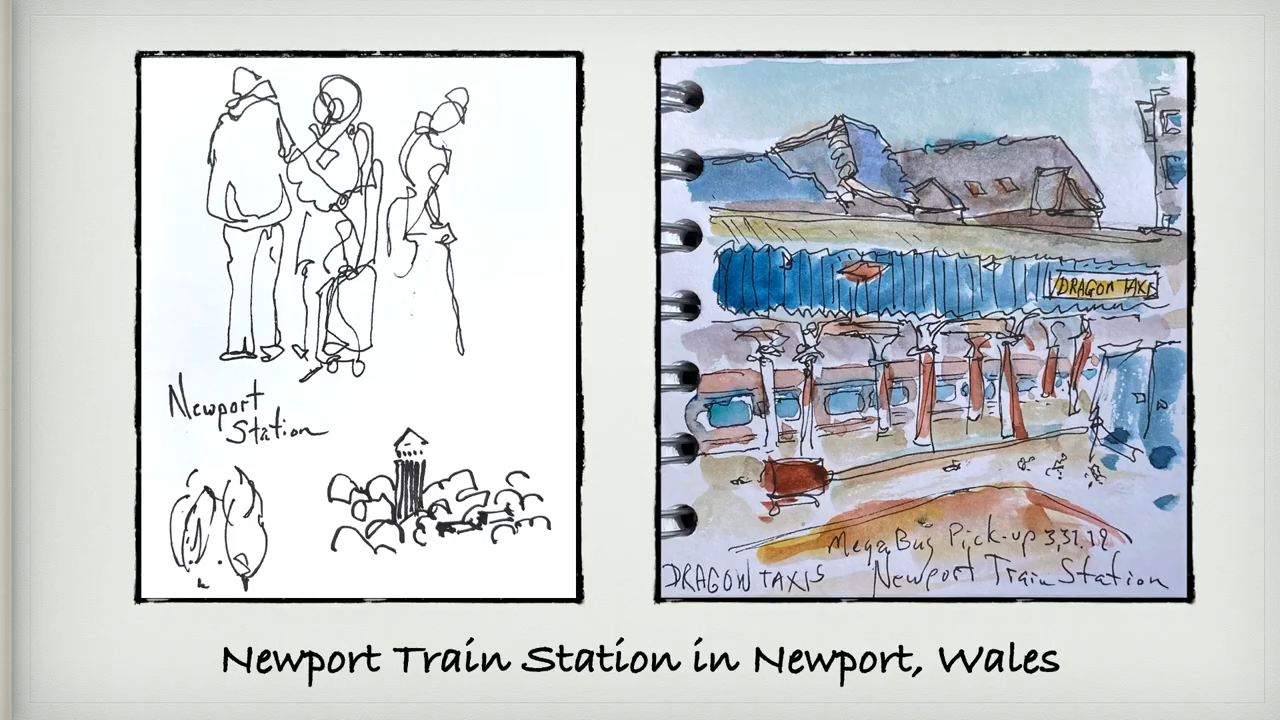 Newport
Station
DRAGON TAXIS
MegaBus Pick-up 3.31.12
DRAGON TAXIS
Newport Train Station
Newport Train Station in Newport, Wales